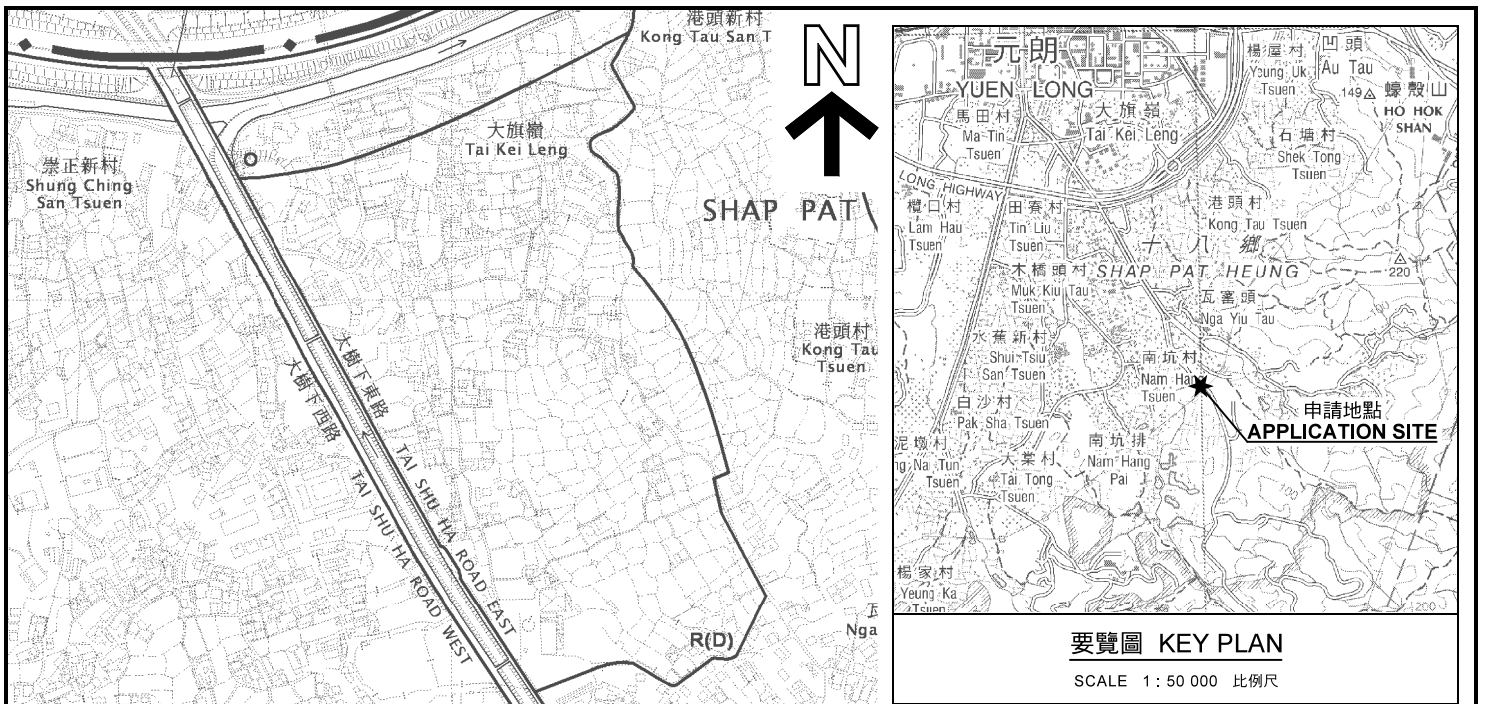 港頭新村
Kong Tau San T
大旗嶺
Tai Kei Leng
崇正新村
Shung Ching
San Tsuen
SHAP PAT
港頭村
Kong Tau
Tsuen
大樹下東路
TAI SHU HA ROAD EAST
大樹下西路
TAI SHU HA ROAD WEST
R(D)
Nga
N
元朗
YUEN LONG
楊屋村
Yeung Uk
Tsuen
凹頭
Au Tau
149
蠔殼山
HO HOK
SHAN
馬田村
Ma Tin
Tsuen
大旗嶺
Tai Kei Leng
石塘村
Shek Tong
Tsuen
LONG HIGHWAY
欖口村
Lam Hau
Tsuen
田寮村
Tin Liu
Tsuen
港頭村
Kong Tau Tsuen
100
十八鄉
SHAP PAT HEUNG
220
木橋頭村
Muk Kiu Tau
Tsuen
瓦窰頭
Nga Yiu Tau
水蕉新村
Shui Tsiu
San Tsuen
南坑村
Nam Han
Tsuen
白沙村
Pak Sha Tsuen
申請地點
APPLICATION SITE
泥墩村
ng Na Tun
Tsuen
大棠村
Tai Tong
Tsuen
南坑排
Nam Hang
Pai
楊家村
Yeung Ka
Tsuen
200
要覽圖 KEY PLAN
SCALE 1 : 50 000 比例尺